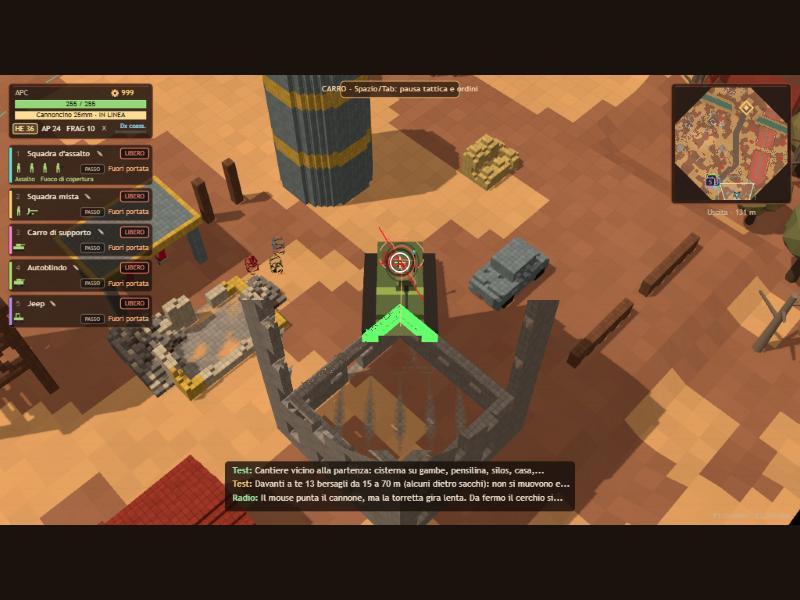 CARRO - Spazio/Tab: pausa tattica e ordini
APC 999
255 / 255
Cannoncino 25mm - IN LINEA
HE 36 AP 24 FRAG 10 X
1 Squadra d'assalto LIBERO
PASSO Fuori portata
Assalto Fuoco di copertura
2 Squadra mista LIBERO
PASSO Fuori portata
3 Carro di supporto LIBERO
PASSO Fuori portata
4 Autoblindo LIBERO
PASSO Fuori portata
5 Jeep LIBERO
PASSO Fuori portata
Uscita · 131 m
Test: Cantiere vicino alla partenza: cisterna su gambe, pensilina, silos, casa,...
Test: Davanti a te 13 bersagli da 15 a 70 m (alcuni dietro sacchi): non si muovono e...
Radio: Il mouse punta il cannone, ma la torretta gira lenta. Da fermo il cerchio si...